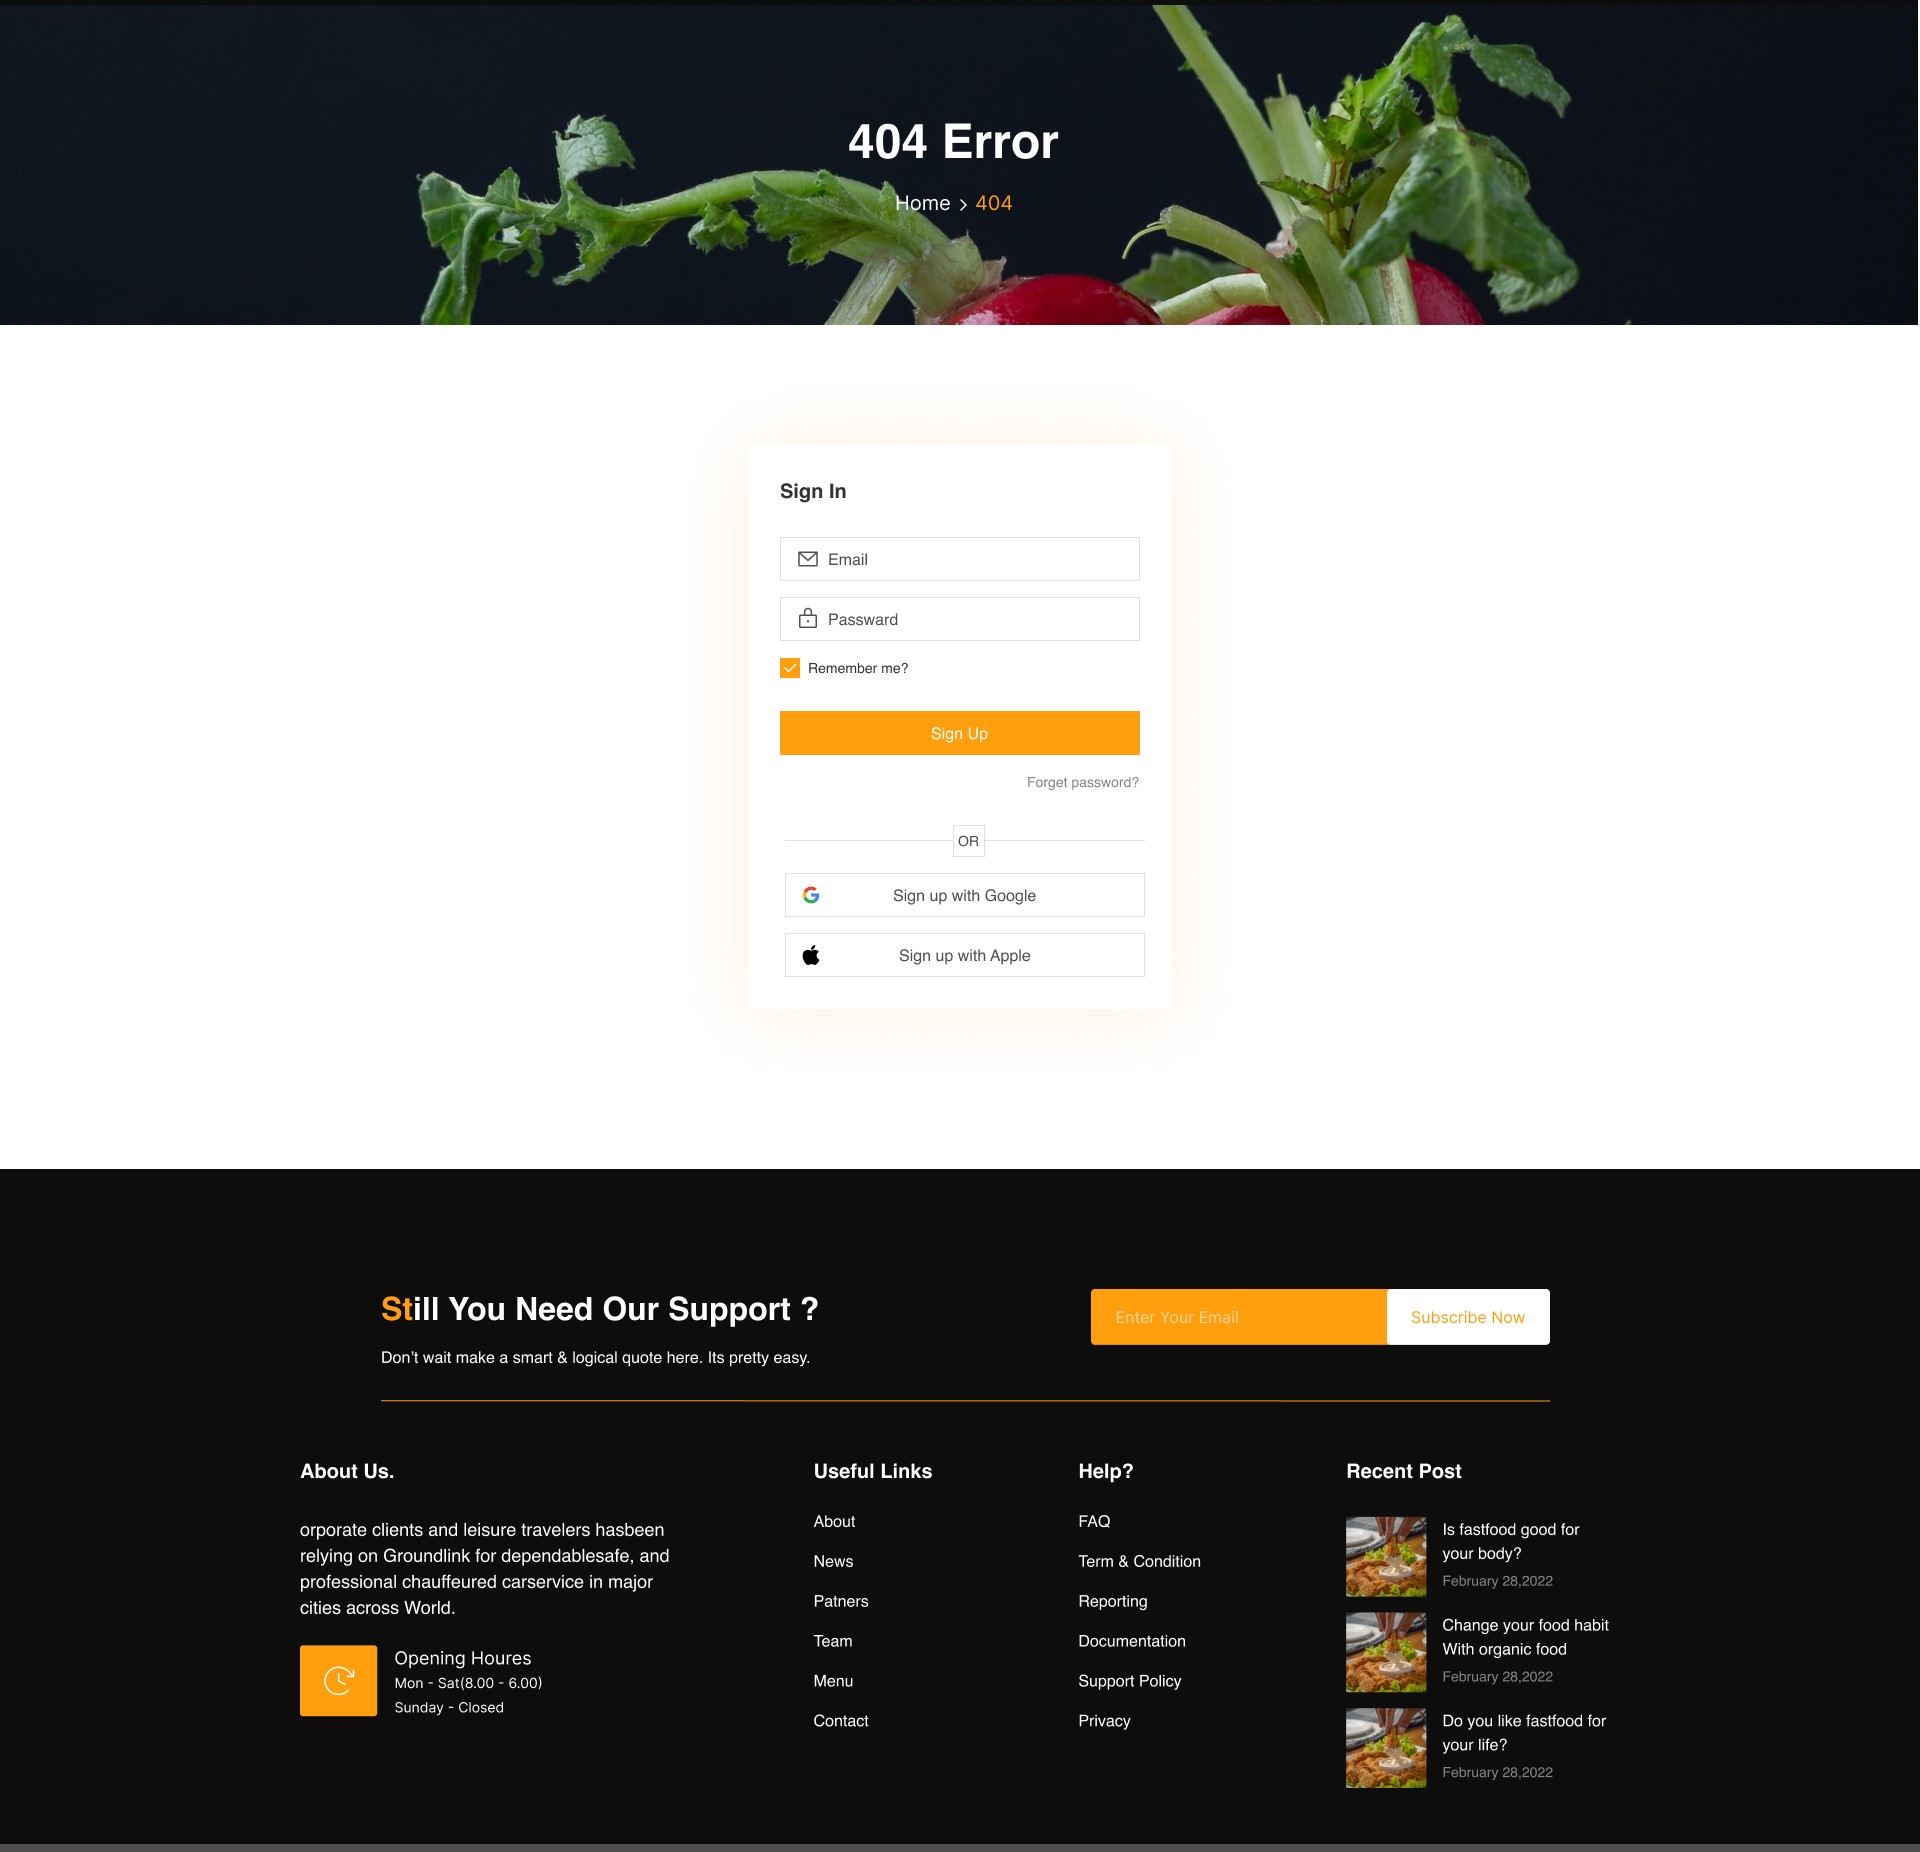 404 Error
Home > 404
Sign In
Email
Passward
Remember me?
Sign Up
Forget password?
OR
Sign up with Google
Sign up with Apple
Still You Need Our Support ?
Don't wait make a smart & logical quote here. Its pretty easy.
Enter Your Email
Subscribe Now
About Us.
orporate clients and leisure travelers hasbeen
relying on Groundlink for dependablesafe, and
professional chauffeured carservice in major
cities across World.
Opening Houres
Mon - Sat(8.00 - 6.00)
Sunday - Closed
Useful Links
About
News
Patners
Team
Menu
Contact
Help?
FAQ
Term & Condition
Reporting
Documentation
Support Policy
Privacy
Recent Post
Is fastfood good for
your body?
February 28,2022
Change your food habit
With organic food
February 28,2022
Do you like fastfood for
your life?
February 28,2022